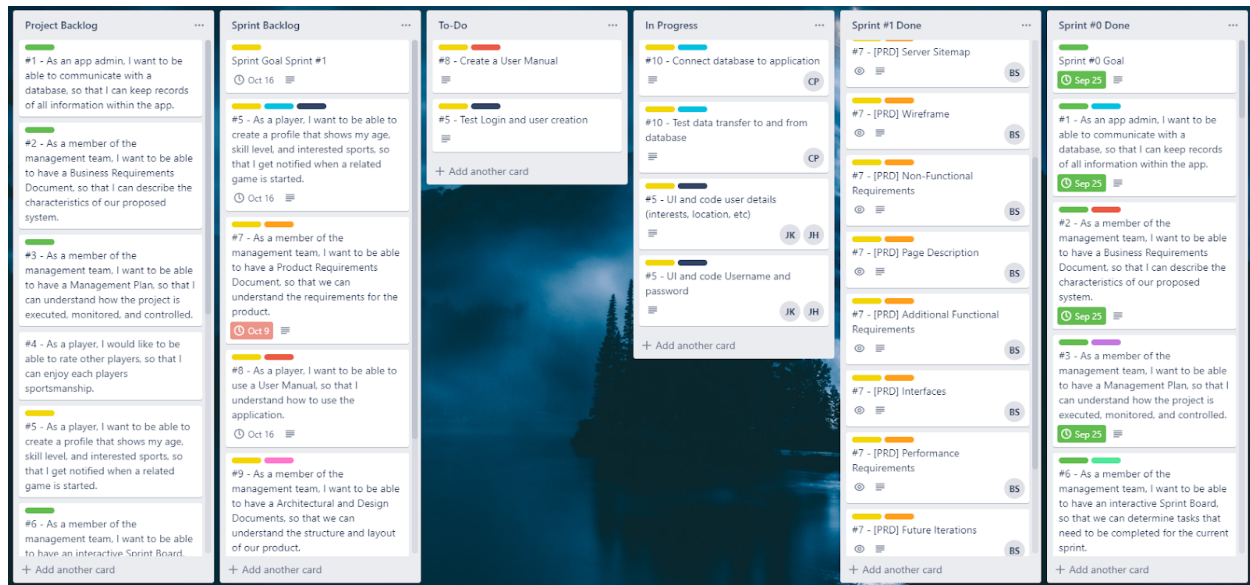 Project Backlog
#1 - As an app admin, I want to be
able to communicate with a
database, so that I can keep records
of all information within the app.
#2 - As a member of the
management team, I want to be able
to have a Business Requirements
Document, so that I can describe the
characteristics of our proposed
system.
#3 - As a member of the
management team, I want to be able
to have a Management Plan, so that I
can understand how the project is
executed, monitored, and controlled.
#4 - As a player, I would like to be
able to rate other players, so that I
can enjoy each players
sportsmanship.
#5 - As a player, I want to be able to
create a profile that shows my age,
skill level, and interested sports, so
that I get notified when a related
game is started.
#6 - As a member of the
management team, I want to be able
to have an interactive Sprint Board,
+ Add another card
Sprint Backlog
Sprint Goal Sprint #1
Oct 16
#5 - As a player, I want to be able to
create a profile that shows my age,
skill level, and interested sports, so
that I get notified when a related
game is started.
Oct 16
#7 - As a member of the
management team, I want to be able
to have a Product Requirements
Document, so that we can
understand the requirements for the
product.
Oct 9
#8 - As a player, I want to be able to
use a User Manual, so that I
understand how to use the
application.
Oct 16
#9 - As a member of the
management team, I want to be able
to have a Architectural and Design
Documents, so that we can
understand the structure and layout
of our product.
+ Add another card
To-Do
#8 - Create a User Manual
#5 - Test Login and user creation
+ Add another card
In Progress
#10 - Connect database to application
CP
#10 - Test data transfer to and from
database
CP
#5 - UI and code user details
(interests, location, etc)
JK JH
#5 - UI and code Username and
password
JK JH
+ Add another card
Sprint #1 Done
#7 - [PRD] Server Sitemap
BS
#7 - [PRD] Wireframe
BS
#7 - [PRD] Non-Functional
Requirements
BS
#7 - [PRD] Page Description
BS
#7 - [PRD] Additional Functional
Requirements
BS
#7 - [PRD] Interfaces
BS
#7 - [PRD] Performance
Requirements
BS
#7 - [PRD] Future Iterations
BS
+ Add another card
Sprint #0 Done
Sprint #0 Goal
Sep 25
#1 - As an app admin, I want to be
able to communicate with a
database, so that I can keep records
of all information within the app.
Sep 25
#2 - As a member of the
management team, I want to be able
to have a Business Requirements
Document, so that I can describe the
characteristics of our proposed
system.
Sep 25
#3 - As a member of the
management team, I want to be able
to have a Management Plan, so that I
can understand how the project is
executed, monitored, and controlled.
Sep 25
#6 - As a member of the
management team, I want to be able
to have an interactive Sprint Board,
so that we can determine tasks that
need to be completed for the current
sprint.
+ Add another card